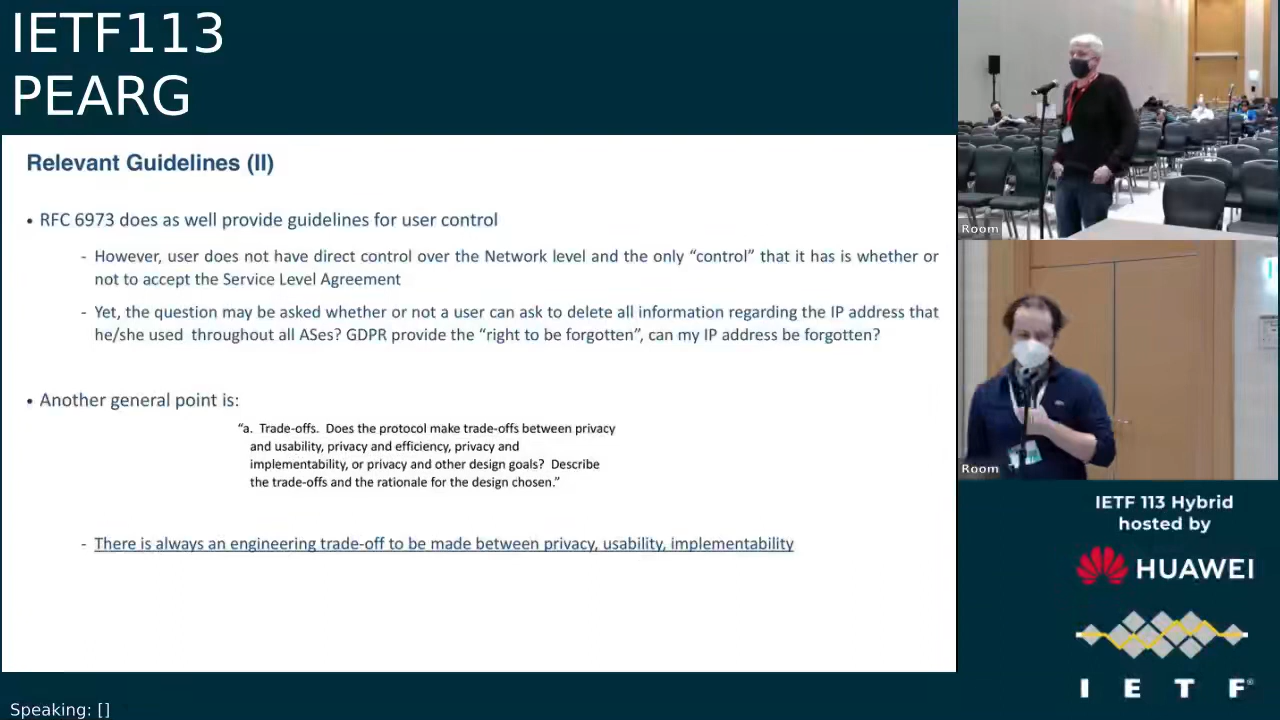 IETF113
PEARG
Relevant Guidelines (II)
• RFC 6973 does as well provide guidelines for user control
- However, user does not have direct control over the Network level and the only “control” that it has is whether or
not to accept the Service Level Agreement
- Yet, the question may be asked whether or not a user can ask to delete all information regarding the IP address that
he/she used throughout all ASes? GDPR provide the “right to be forgotten”, can my IP address be forgotten?
• Another general point is:
“a. Trade-offs. Does the protocol make trade-offs between privacy
and usability, privacy and efficiency, privacy and
implementability, or privacy and other design goals? Describe
the trade-offs and the rationale for the design chosen.”
- There is always an engineering trade-off to be made between privacy, usability, implementability
Room
Room
IETF 113 Hybrid
hosted by
HUAWEI
I E T F®
Speaking: []